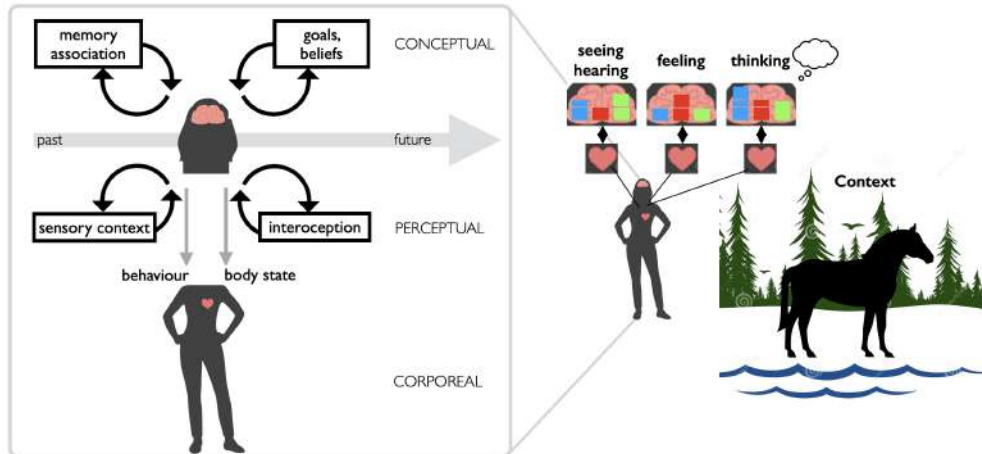 memory
association
goals,
beliefs
CONCEPTUAL
past
future
sensory context
interoception
PERCEPTUAL
behaviour
body state
CORPOREAL
seeing
hearing
feeling
thinking
Context